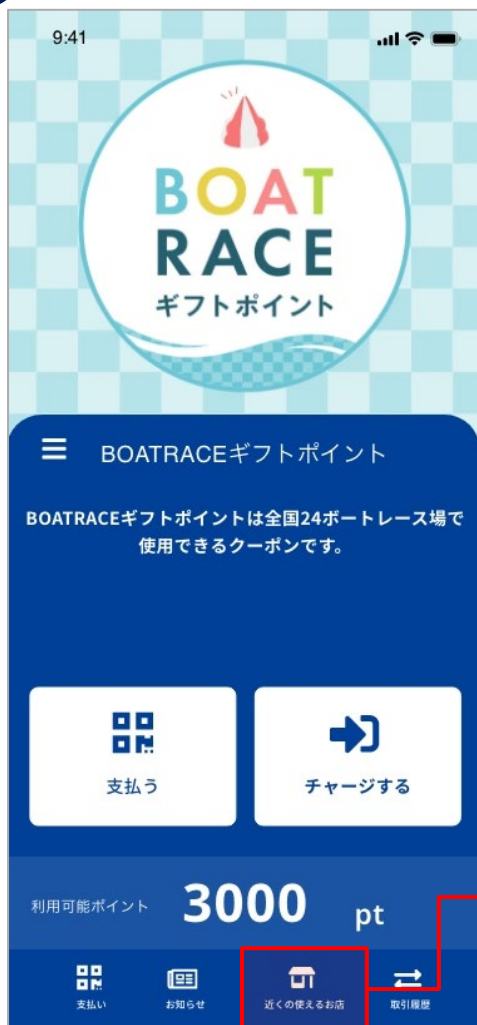 9:41
BOAT
RACE
ギフトポイント
BOATRACEギフトポイント
BOATRACEギフトポイントは全国24ボートレース場で
使用できるクーポンです。
支払う
チャージする
利用可能ポイント 3000 pt
支払い
お知らせ
近くの使えるお店
取引履歴